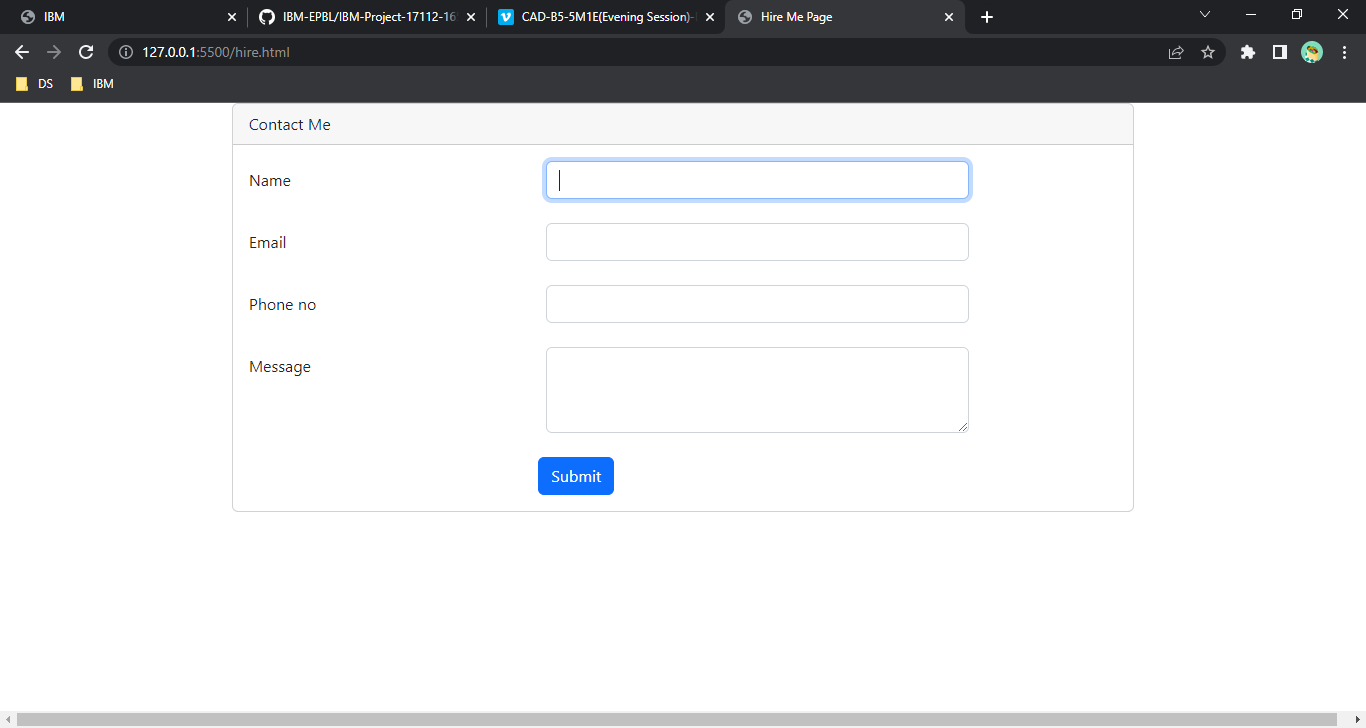 IBM
IBM-EPBL/IBM-Project-17112-16
CAD-B5-5M1E(Evening Session)-
Hire Me Page
127.0.0.1:5500/hire.html
DS
IBM
Contact Me
Name
Email
Phone no
Message
Submit